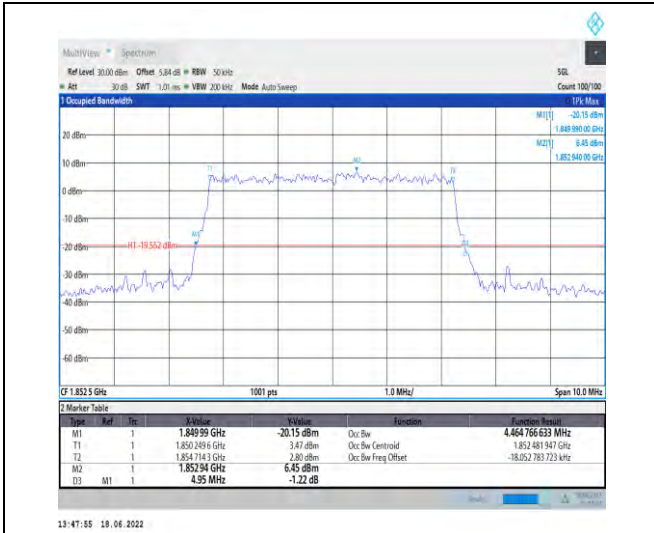 MultiView Spectrum
Ref Level 30.00 dBm Offset 5.84 dB RBW 50 kHz SGL
Att 30 dB SWT 1.01 ms VBW 200 kHz Mode Auto Sweep Count 100/100
1 Occupied Bandwidth 1Pk Max
M1[1] -20.15 dBm
1.849 990 00 GHz
M2[1] 6.45 dBm
1.852 940 00 GHz
20 dBm
10 dBm
T1 M2 T2
0 dBm
-10 dBm
M1
-20 dBm H1 -19.552 dBm D3
-30 dBm
-40 dBm
-50 dBm
-60 dBm
CF 1.852 5 GHz 1001 pts 1.0 MHz/ Span 10.0 MHz
2 Marker Table
Type Ref Trc X-Value Y-Value Function Function Result
M1 1 1.849 99 GHz -20.15 dBm Occ Bw 4.464 766 633 MHz
T1 1 1.850 249 6 GHz 3.47 dBm Occ Bw Centroid 1.852 481 947 GHz
T2 1 1.854 714 3 GHz 2.80 dBm Occ Bw Freq Offset -18.052 783 723 kHz
M2 1 1.852 94 GHz 6.45 dBm
D3 M1 1 4.95 MHz -1.22 dB
13:47:55 18.06.2022